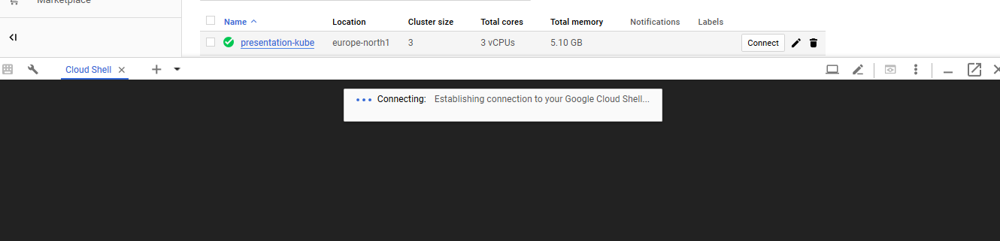 Marketplace
Name Location Cluster size Total cores Total memory Notifications Labels
presentation-kube europe-north1 3 3 vCPUs 5.10 GB Connect
Cloud Shell
Connecting: Establishing connection to your Google Cloud Shell...